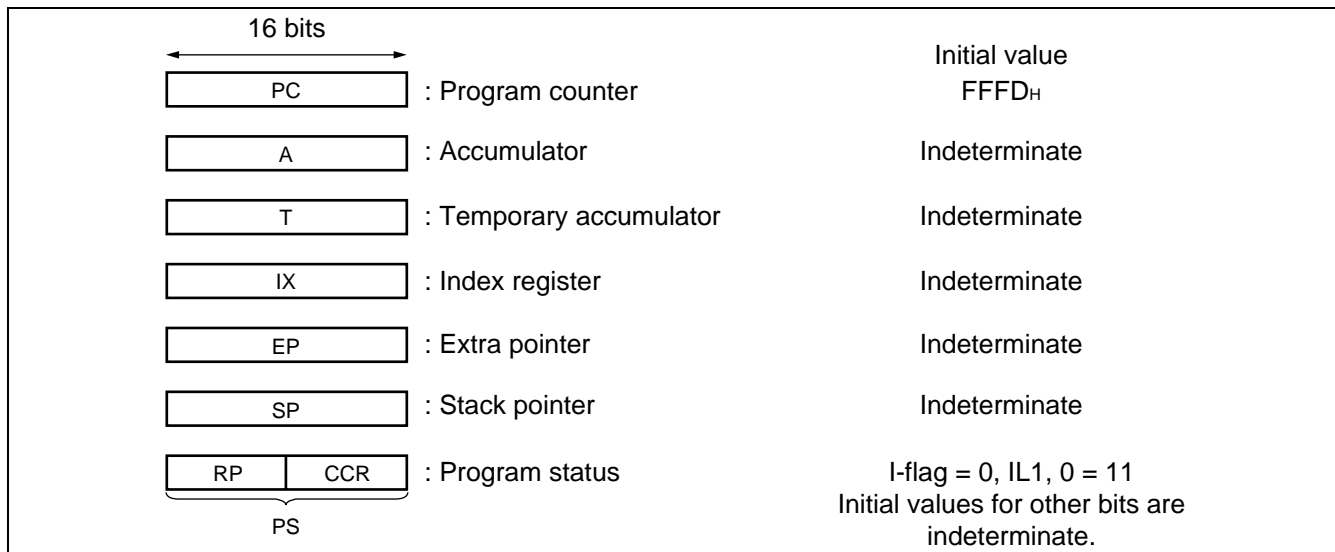 16 bits
Initial value
PC : Program counter FFFDH
A : Accumulator Indeterminate
T : Temporary accumulator Indeterminate
IX : Index register Indeterminate
EP : Extra pointer Indeterminate
SP : Stack pointer Indeterminate
RP CCR : Program status I-flag = 0, IL1, 0 = 11
Initial values for other bits are
PS
indeterminate.